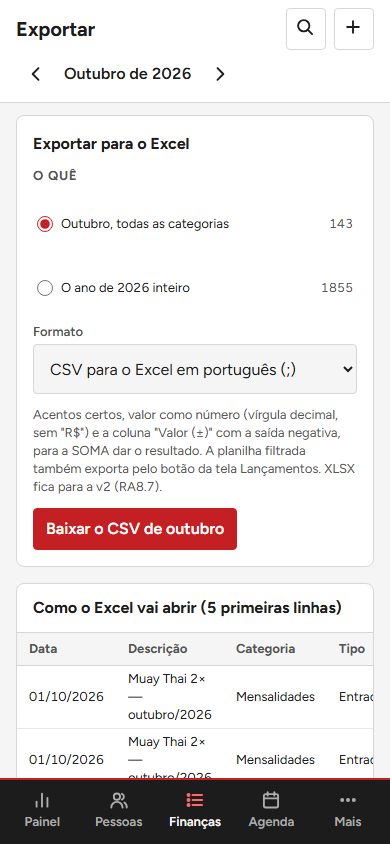 Exportar
Outubro de 2026
Exportar para o Excel
O QUÊ
Outubro, todas as categorias 143
O ano de 2026 inteiro 1855
Formato
CSV para o Excel em português (;)
Acentos certos, valor como número (vírgula decimal,
sem "R$") e a coluna "Valor (±)" com a saída negativa,
para a SOMA dar o resultado. A planilha filtrada
também exporta pelo botão da tela Lançamentos. XLSX
fica para a v2 (RA8.7).
Baixar o CSV de outubro
Como o Excel vai abrir (5 primeiras linhas)
Data Descrição Categoria Tipo
Muay Thai 2×
01/10/2026 — Mensalidades Entrad
outubro/2026
Muay Thai 2×
01/10/2026 — Mensalidades Entrad
outubro/2026
Painel Pessoas Finanças Agenda Mais